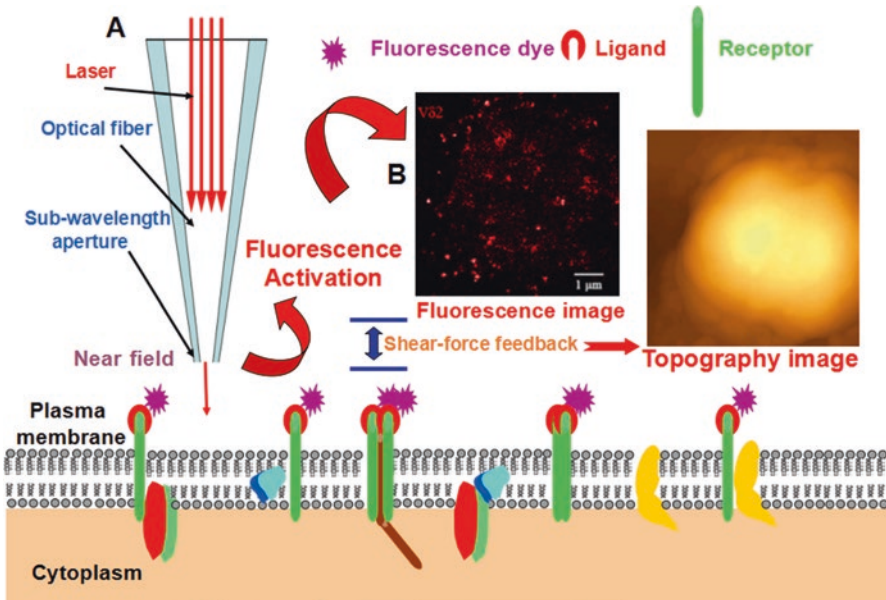 A
Fluorescence dye
Ligand
Receptor
Laser
Vδ2
Optical fiber
B
Sub-wavelength
aperture
Fluorescence
Activation
1 μm
Fluorescence image
Shear-force feedback
Topography image
Near field
Plasma
membrane
Cytoplasm